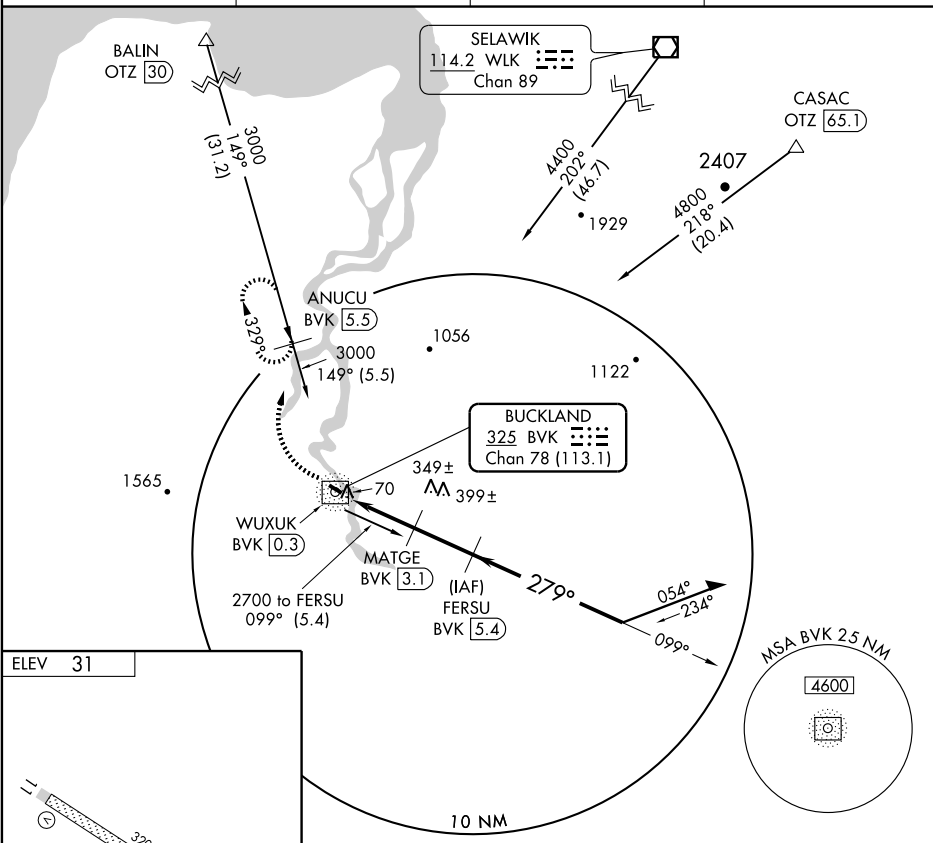 BALIN
OTZ 30
SELAWIK
114.2 WLK
Chan 89
CASAC
OTZ 65.1
3000
149°
(31.2)
4400
202°
(46.7)
2407
4800
218°
(20.4)
1929
329°
ANUCU
BVK 5.5
3000
149° (5.5)
1056
1122
BUCKLAND
325 BVK
Chan 78 (113.1)
1565
349±
399±
70
WUXUK
BVK 0.3
MATGE
BVK 3.1
2700 to FERSU
099° (5.4)
(IAF)
FERSU
BVK 5.4
279°
054°
234°
099°
MSA BVK 25 NM
4600
10 NM
ELEV 31
11
V